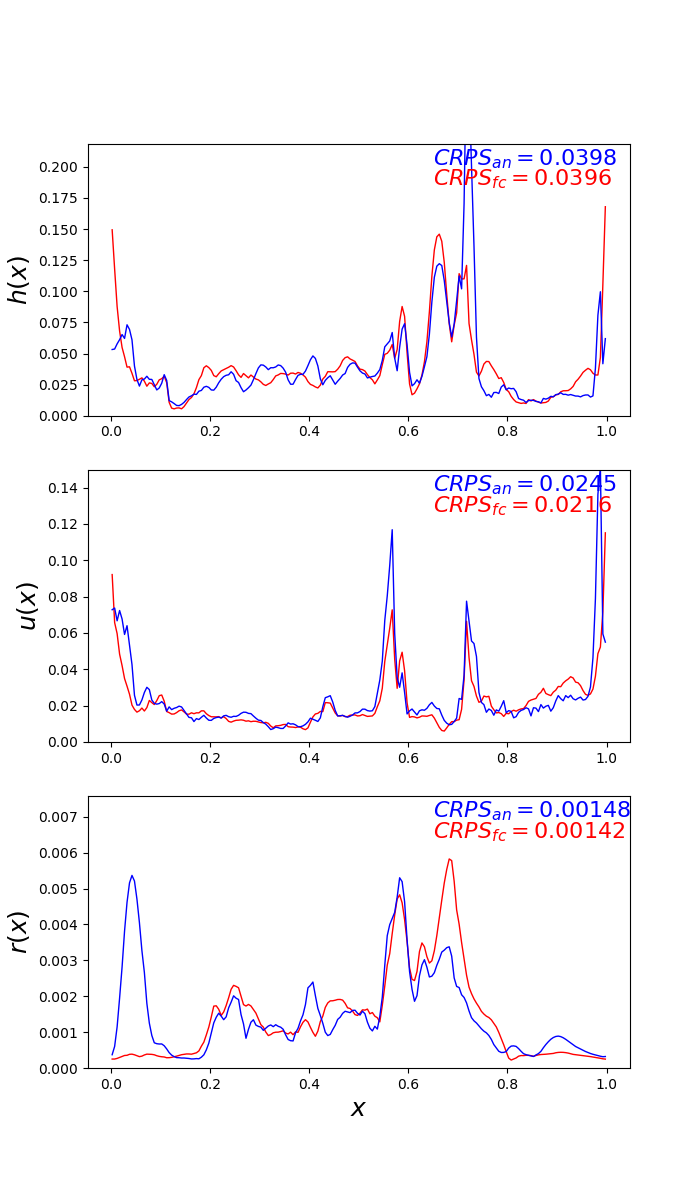 CRPS_an = 0.0398
CRPS_fc = 0.0396
h(x)
0.200
0.175
0.150
0.125
0.100
0.075
0.050
0.025
0.000
0.0 0.2 0.4 0.6 0.8 1.0
CRPS_an = 0.0245
CRPS_fc = 0.0216
u(x)
0.14
0.12
0.10
0.08
0.06
0.04
0.02
0.00
0.0 0.2 0.4 0.6 0.8 1.0
CRPS_an = 0.00148
CRPS_fc = 0.00142
r(x)
0.007
0.006
0.005
0.004
0.003
0.002
0.001
0.000
0.0 0.2 0.4 0.6 0.8 1.0
x